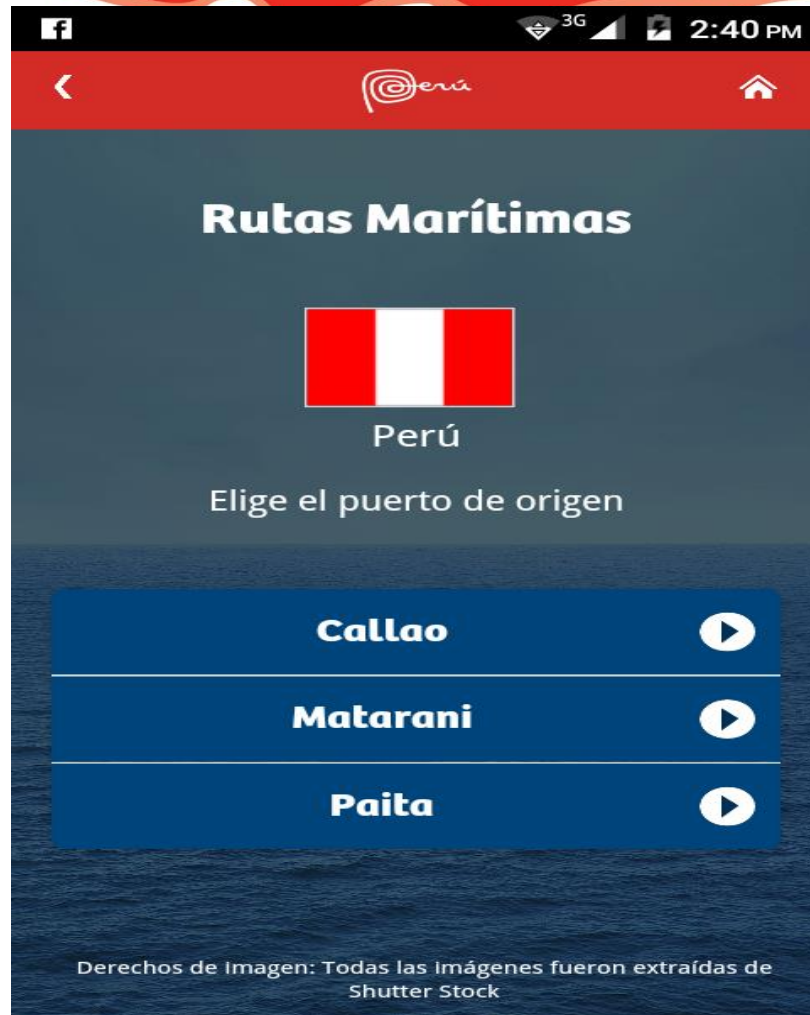 3G 2:40 PM
Perú
Rutas Marítimas
Perú
Elige el puerto de origen
Callao
Matarani
Paita
Derechos de Imagen: Todas las imágenes fueron extraídas de
Shutter Stock